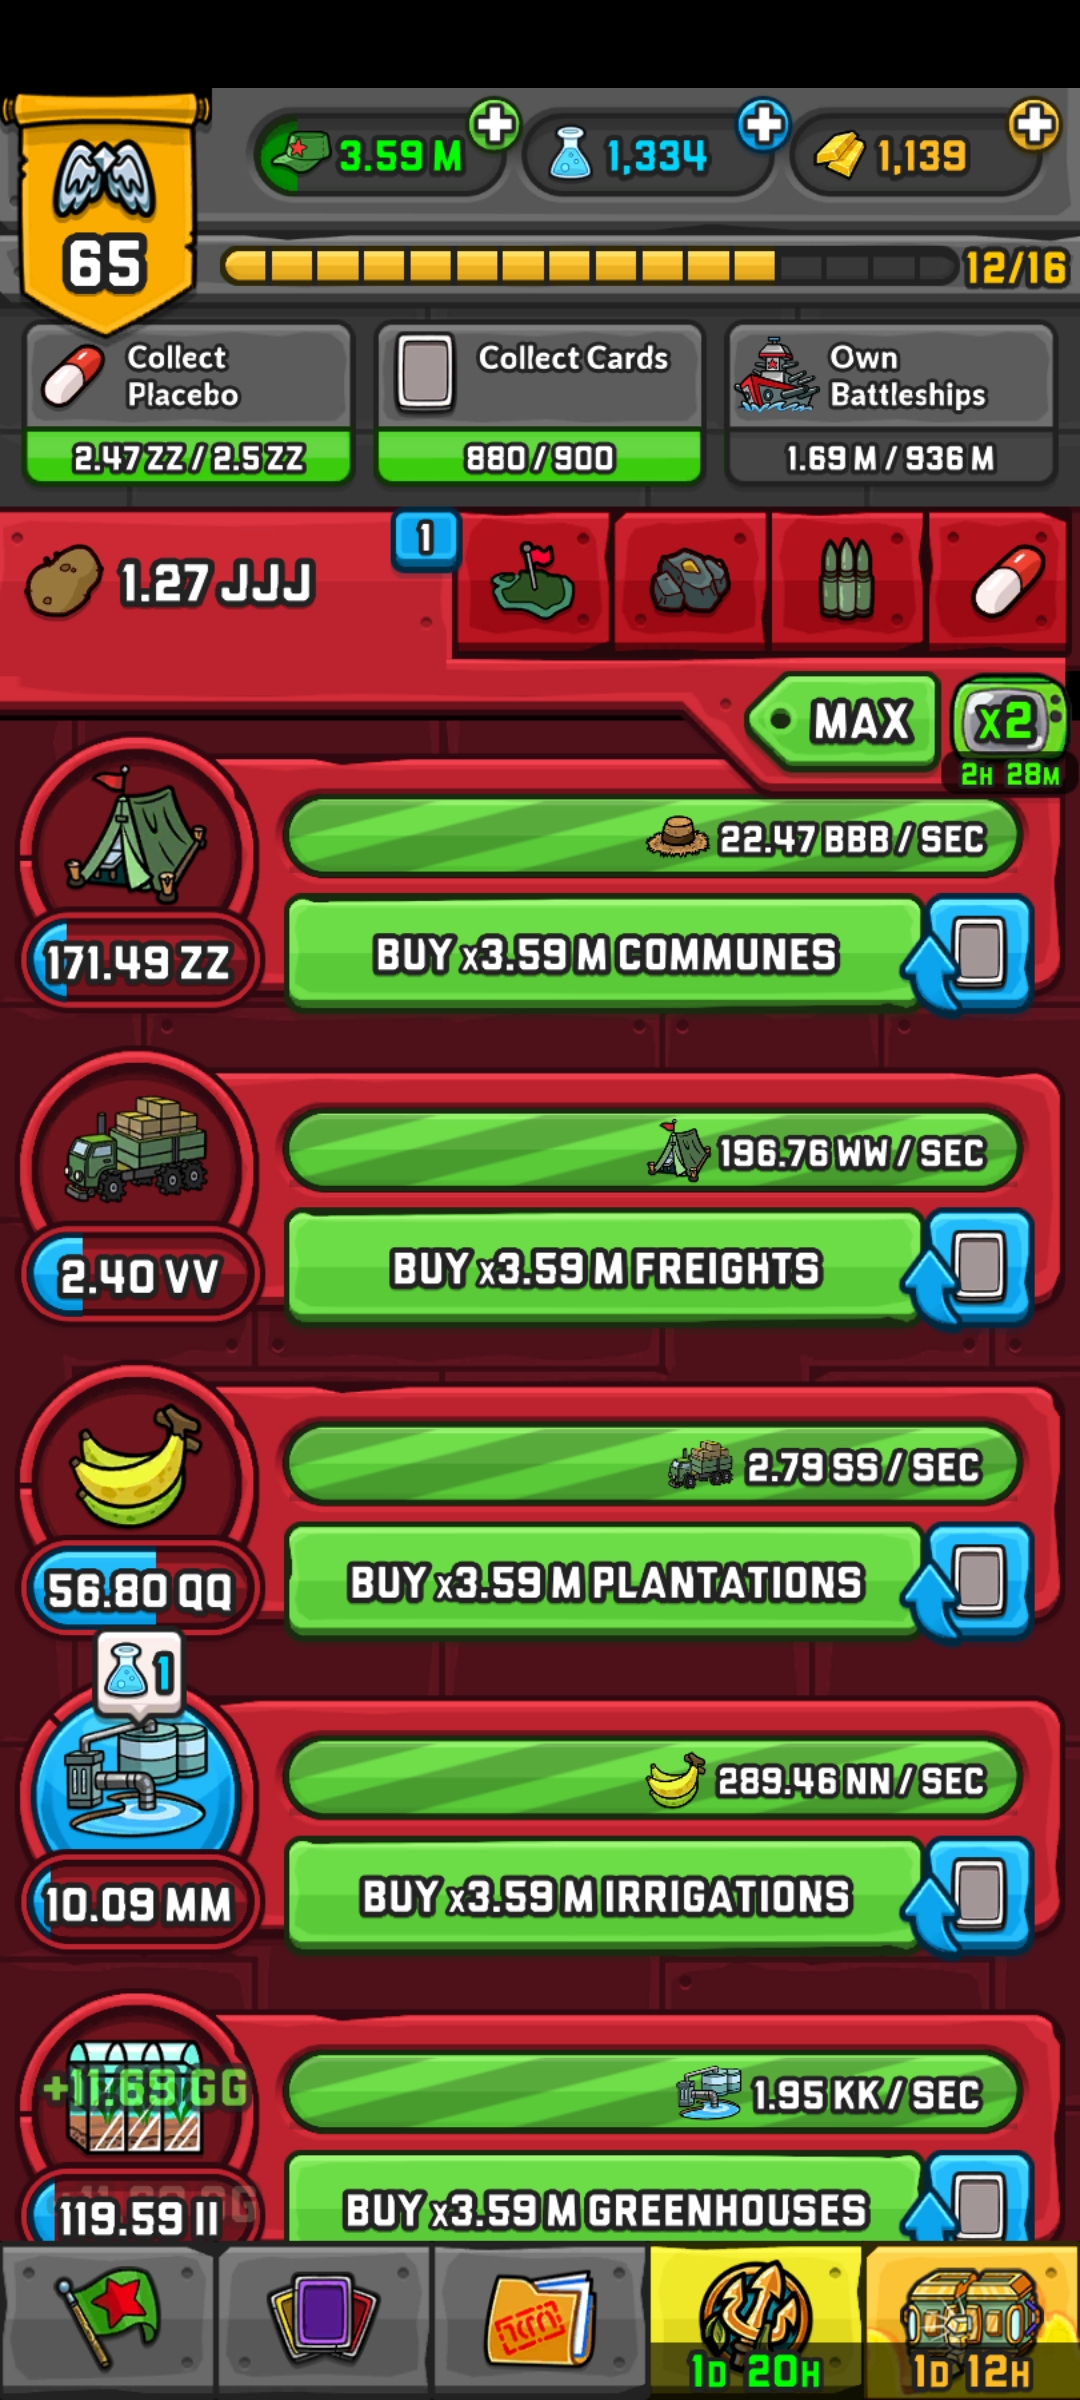 3.59 M
1,334
1,139
65
12/16
Collect
Placebo
2.47 ZZ / 2.5 ZZ
Collect Cards
880 / 900
Own
Battleships
1.69 M / 936 M
1.27 JJJ
1
MAX
x2
2H 28M
22.47 BBB / SEC
171.49 ZZ
BUY x3.59 M COMMUNES
196.76 WW / SEC
2.40 VV
BUY x3.59 M FREIGHTS
2.79 SS / SEC
56.80 QQ
BUY x3.59 M PLANTATIONS
1
289.46 NN / SEC
10.09 MM
BUY x3.59 M IRRIGATIONS
+11.69 GG
1.95 KK / SEC
119.59 II
BUY x3.59 M GREENHOUSES
1D 20H
1D 12H